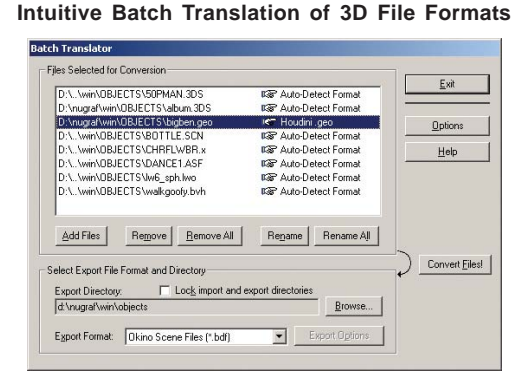 Intuitive Batch Translation of 3D File Formats
Batch Translator
Files Selected for Conversion
D:\..\win\OBJECTS\50PMAN.3DS Auto-Detect Format
D:\nugraf\win\OBJECTS\album.3DS Auto-Detect Format
D:\nugraf\win\OBJECTS\bigben.geo Houdini .geo
D:\..\win\OBJECTS\BOTTLE.SCN Auto-Detect Format
D:\..\win\OBJECTS\CHRFLWBR.x Auto-Detect Format
D:\..\win\OBJECTS\DANCE1.ASF Auto-Detect Format
D:\..\win\OBJECTS\lw6_sph.lwo Auto-Detect Format
D:\..\win\OBJECTS\walkgoofy.bvh Auto-Detect Format
Exit
Options
Help
Add Files Remove Remove All Rename Rename All
Convert Files!
Select Export File Format and Directory
Export Directory: Lock import and export directories
d:\nugraf\win\objects Browse...
Export Format: Okino Scene Files (*.bdf) Export Options